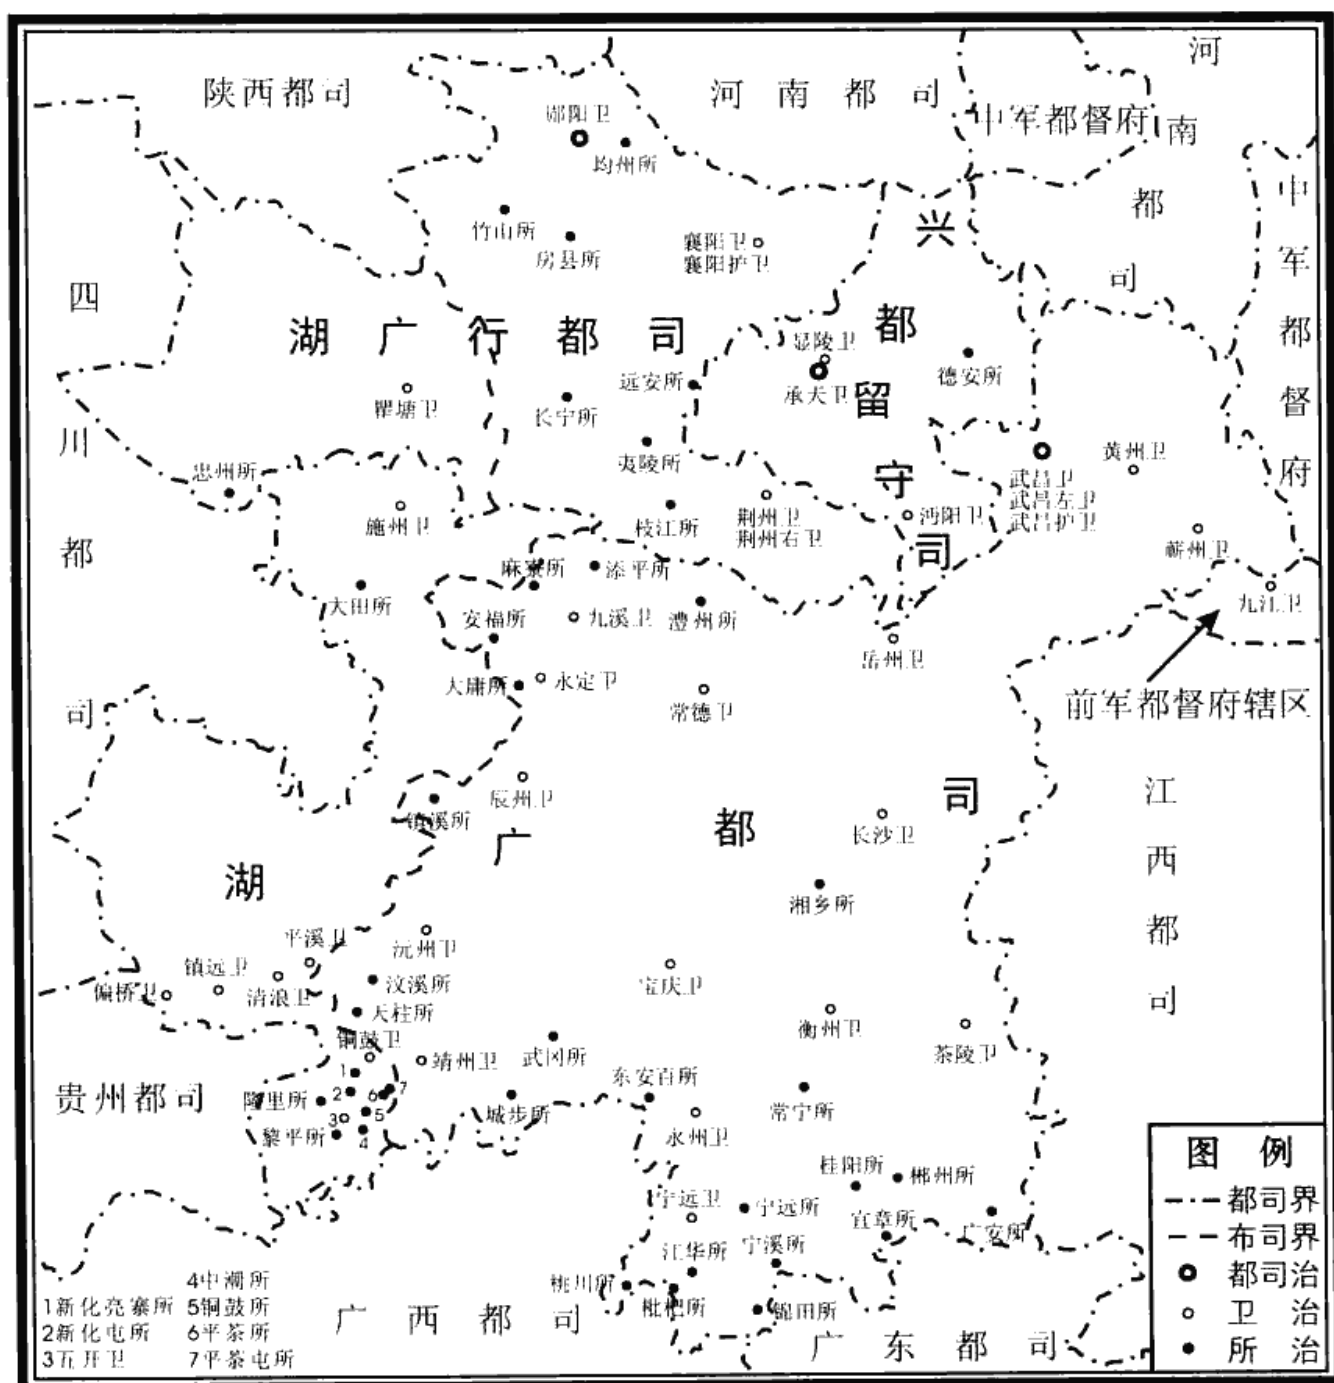 河南都司
陕西都司
河南都司
中军都督府
郧阳卫
均州所
竹山所
房县所
襄阳卫
襄阳护卫
中军都督府
四川都司
湖广行都司
兴都留守司
显陵卫
承天卫
德安所
远安所
瞿塘卫
长宁所
夷陵所
忠州所
施州卫
枝江所
荆州卫
荆州右卫
沔阳卫
武昌卫
武昌左卫
武昌护卫
黄州卫
蕲州卫
九江卫
前军都督府辖区
麻寮所
添平所
大田所
安福所
九溪卫
澧州所
岳州卫
大庸所
永定卫
常德卫
辰州卫
镇溪所
湖广都司
长沙卫
江西都司
湘乡所
平溪卫
沅州卫
镇远卫
偏桥卫
清浪卫
汶溪所
天柱所
宝庆卫
衡州卫
茶陵卫
铜鼓卫
靖州卫
武冈所
贵州都司
隆里所
1
2
3
4
5
6
7
黎平所
城步所
东安百所
永州卫
常宁所
桂阳所
郴州所
宁远卫
宁远所
宜章所
广安所
江华所
宁溪所
桃川所
枇杷所
锦田所
广西都司
广东都司
4中潮所
1新化亮寨所 5铜鼓所
2新化屯所 6平茶所
3五开卫 7平茶屯所
图例
都司界
布司界
都司治
卫治
所治